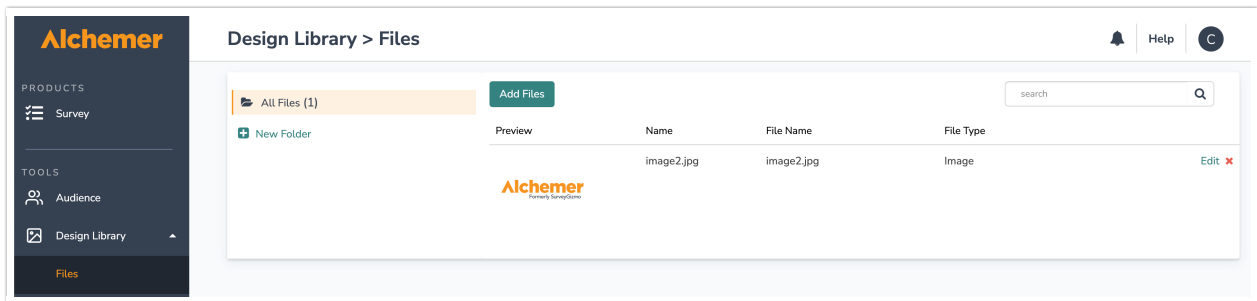 Alchemer
PRODUCTS
Survey
TOOLS
Audience
Design Library
Files
Design Library > Files
Help
C
All Files (1)
New Folder
Add Files
search
Preview Name File Name File Type
image2.jpg image2.jpg Image Edit
Alchemer
Formerly SurveyGizmo